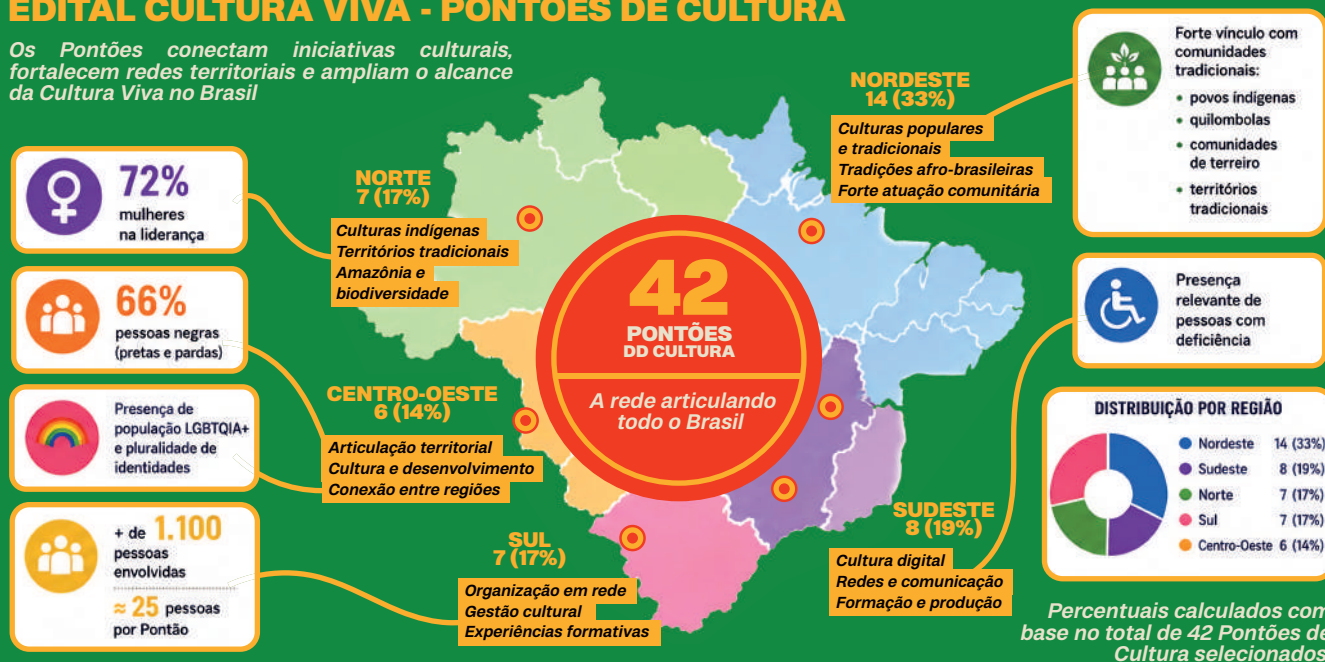 EDITAL CULTURA VIVA - PONTÕES DE CULTURA
Os Pontões conectam iniciativas culturais,
fortalecem redes territoriais e ampliam o alcance
da Cultura Viva no Brasil
72%
mulheres
na liderança
66%
pessoas negras
(pretas e pardas)
Presença de
população LGBTQIA+
e pluralidade de
identidades
+ de 1.100
pessoas
envolvidas
≈ 25 pessoas
por Pontão
NORTE
7 (17%)
Culturas indígenas
Territórios tradicionais
Amazônia e
biodiversidade
CENTRO-OESTE
6 (14%)
Articulação territorial
Cultura e desenvolvimento
Conexão entre regiões
SUL
7 (17%)
Organização em rede
Gestão cultural
Experiências formativas
42
PONTÕES
DD CULTURA
A rede articulando
todo o Brasil
NORDESTE
14 (33%)
Culturas populares
e tradicionais
Tradições afro-brasileiras
Forte atuação comunitária
SUDESTE
8 (19%)
Cultura digital
Redes e comunicação
Formação e produção
Forte vínculo com
comunidades
tradicionais:
• povos indígenas
• quilombolas
• comunidades
de terreiro
• territórios
tradicionais
Presença
relevante de
pessoas com
deficiência
DISTRIBUIÇÃO POR REGIÃO
Nordeste 14 (33%)
Sudeste 8 (19%)
Norte 7 (17%)
Sul 7 (17%)
Centro-Oeste 6 (14%)
Percentuais calculados com
base no total de 42 Pontões de
Cultura selecionados